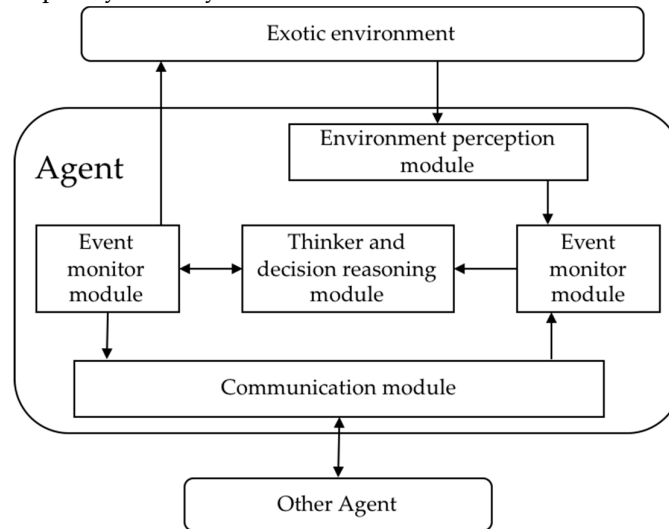 Exotic environment
Environment perception
module
Agent
Event
monitor
module
Thinker and
decision reasoning
module
Event
monitor
module
Communication module
Other Agent